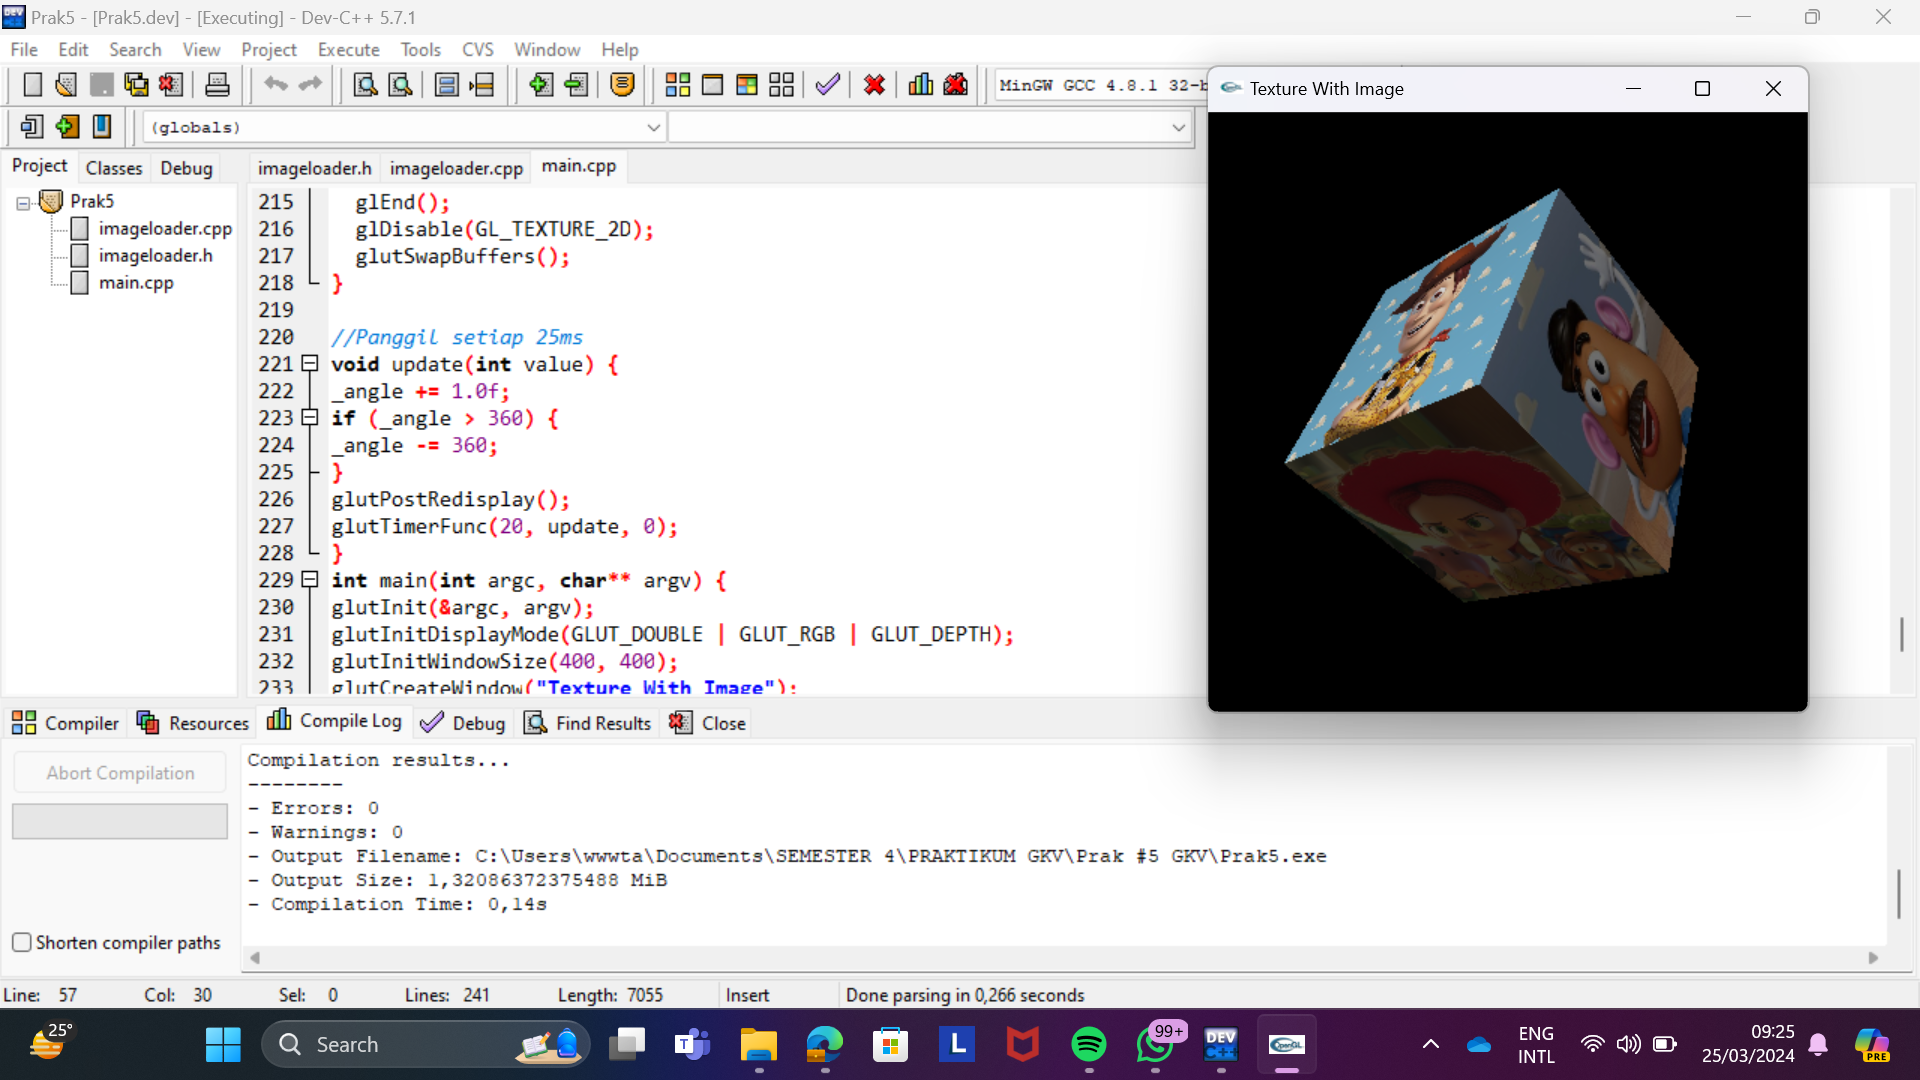 Prak5 - [Prak5.dev] - [Executing] - Dev-C++ 5.7.1
File Edit Search View Project Execute Tools CVS Window Help
MinGW GCC 4.8.1 32-b
(globals)
Project Classes Debug
imageloader.h imageloader.cpp main.cpp
Prak5
imageloader.cpp
imageloader.h
main.cpp
215 glEnd();
216 glDisable(GL_TEXTURE_2D);
217 glutSwapBuffers();
218 }
219
220 //Panggil setiap 25ms
221 void update(int value) {
222 _angle += 1.0f;
223 if (_angle > 360) {
224 _angle -= 360;
225 }
226 glutPostRedisplay();
227 glutTimerFunc(20, update, 0);
228 }
229 int main(int argc, char** argv) {
230 glutInit(&argc, argv);
231 glutInitDisplayMode(GLUT_DOUBLE | GLUT_RGB | GLUT_DEPTH);
232 glutInitWindowSize(400, 400);
233 glutCreateWindow("Texture With Image");
Texture With Image
Compiler Resources Compile Log Debug Find Results Close
Abort Compilation
Shorten compiler paths
Compilation results...
--------
- Errors: 0
- Warnings: 0
- Output Filename: C:\Users\wwwta\Documents\SEMESTER 4\PRAKTIKUM GKV\Prak #5 GKV\Prak5.exe
- Output Size: 1,32086372375488 MiB
- Compilation Time: 0,14s
Line: 57 Col: 30 Sel: 0 Lines: 241 Length: 7055 Insert Done parsing in 0,266 seconds
25°
Search
T
L
99+
DEV
C++
OpenGL
ENG
INTL
09:25
25/03/2024
PRE